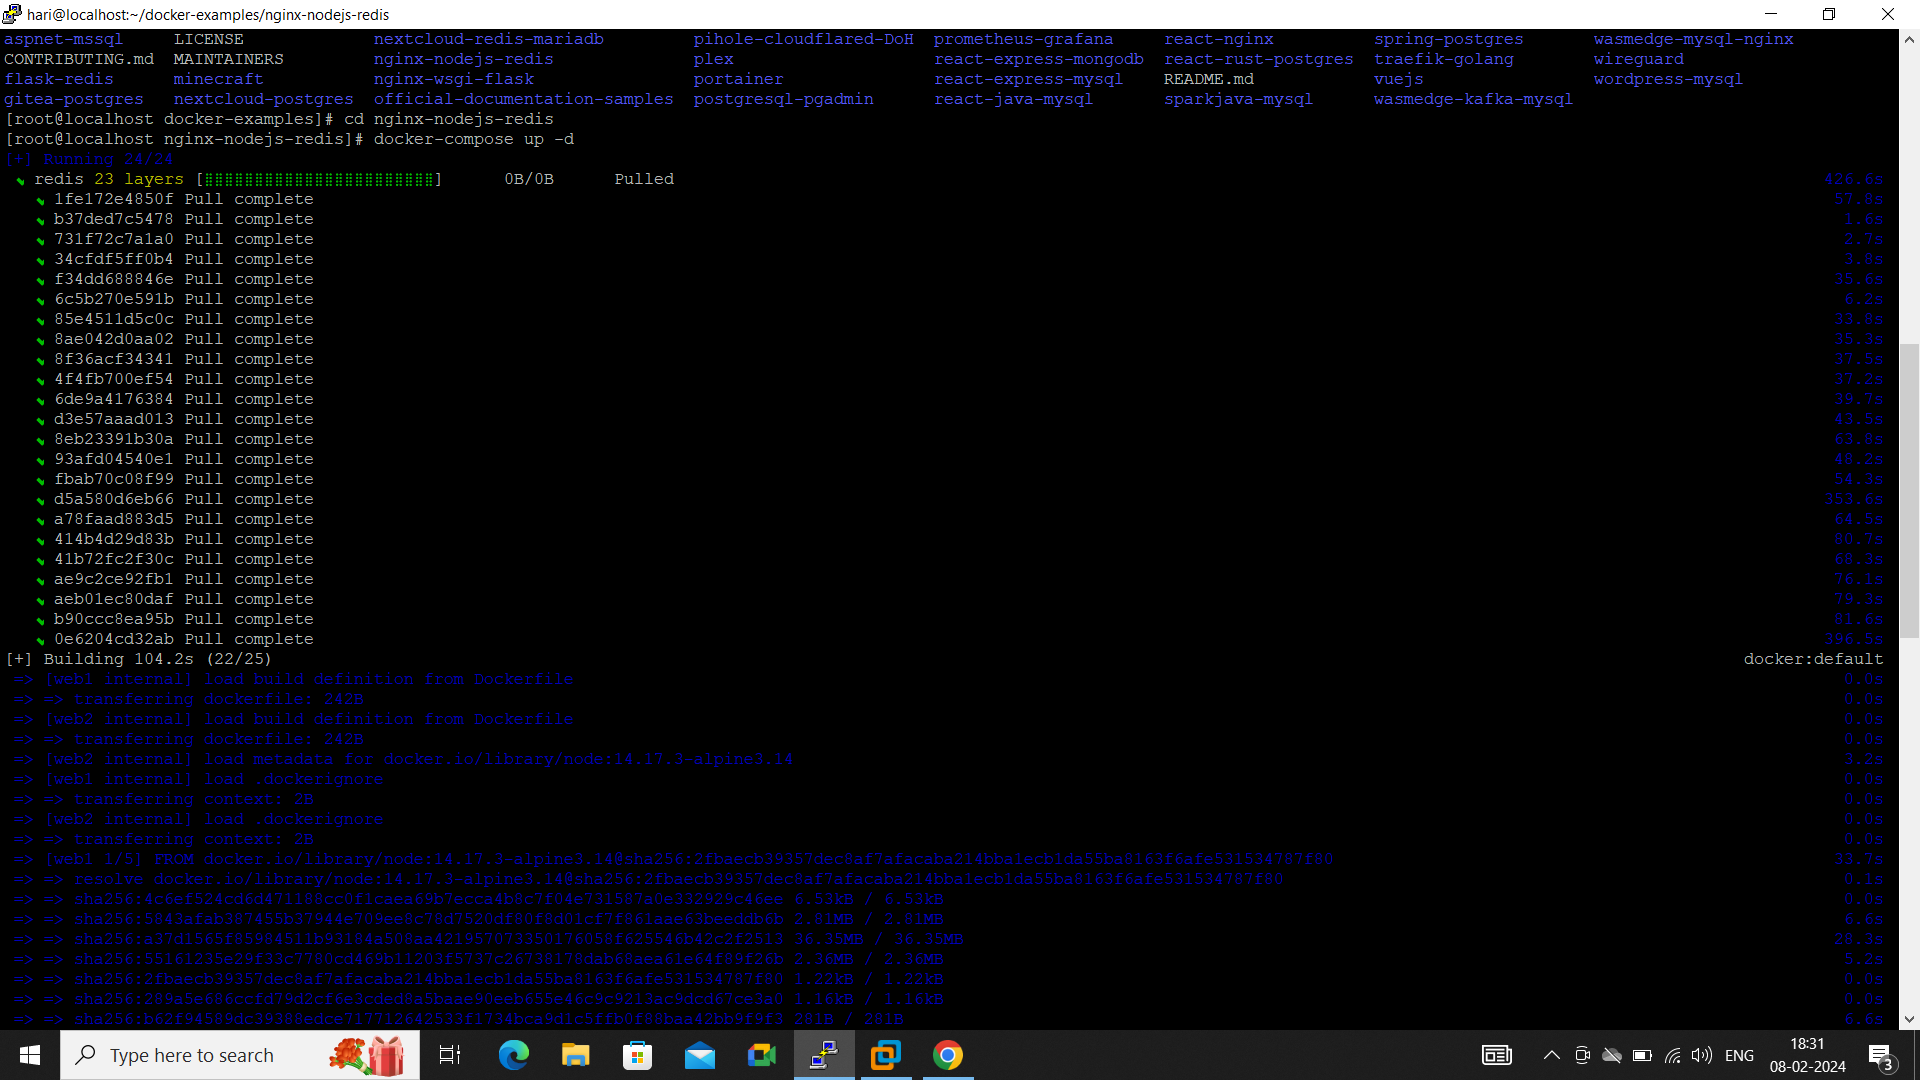 hari@localhost:~/docker-examples/nginx-nodejs-redis
aspnet-mssql LICENSE nextcloud-redis-mariadb pihole-cloudflared-DoH prometheus-grafana react-nginx spring-postgres wasmedge-mysql-nginx
CONTRIBUTING.md MAINTAINERS nginx-nodejs-redis plex react-express-mongodb react-rust-postgres traefik-golang wireguard
flask-redis minecraft nginx-wsgi-flask portainer react-express-mysql README.md vuejs wordpress-mysql
gitea-postgres nextcloud-postgres official-documentation-samples postgresql-pgadmin react-java-mysql sparkjava-mysql wasmedge-kafka-mysql
[root@localhost docker-examples]# cd nginx-nodejs-redis
[root@localhost nginx-nodejs-redis]# docker-compose up -d
[+] Running 24/24
redis 23 layers [⣿⣿⣿⣿⣿⣿⣿⣿⣿⣿⣿⣿⣿⣿⣿⣿⣿⣿⣿⣿⣿⣿⣿] 0B/0B Pulled 426.6s
1fe172e4850f Pull complete 57.8s
b37ded7c5478 Pull complete 1.6s
731f72c7a1a0 Pull complete 2.7s
34cfdf5ff0b4 Pull complete 3.8s
f34dd688846e Pull complete 35.6s
6c5b270e591b Pull complete 6.2s
85e4511d5c0c Pull complete 33.8s
8ae042d0aa02 Pull complete 35.3s
8f36acf34341 Pull complete 37.5s
4f4fb700ef54 Pull complete 37.2s
6de9a4176384 Pull complete 39.7s
d3e57aaad013 Pull complete 43.5s
8eb23391b30a Pull complete 63.8s
93afd04540e1 Pull complete 48.2s
fbab70c08f99 Pull complete 54.3s
d5a580d6eb66 Pull complete 353.6s
a78faad883d5 Pull complete 64.5s
414b4d29d83b Pull complete 80.7s
41b72fc2f30c Pull complete 68.3s
ae9c2ce92fb1 Pull complete 76.1s
aeb01ec80daf Pull complete 79.3s
b90ccc8ea95b Pull complete 81.6s
0e6204cd32ab Pull complete 396.5s
[+] Building 104.2s (22/25) docker:default
=> [web1 internal] load build definition from Dockerfile 0.0s
=> => transferring dockerfile: 242B 0.0s
=> [web2 internal] load build definition from Dockerfile 0.0s
=> => transferring dockerfile: 242B 0.0s
=> [web2 internal] load metadata for docker.io/library/node:14.17.3-alpine3.14 3.2s
=> [web1 internal] load .dockerignore 0.0s
=> => transferring context: 2B 0.0s
=> [web2 internal] load .dockerignore 0.0s
=> => transferring context: 2B 0.0s
=> [web1 1/5] FROM docker.io/library/node:14.17.3-alpine3.14@sha256:2fbaecb39357dec8af7afacaba214bba1ecb1da55ba8163f6afe531534787f80 33.7s
=> => resolve docker.io/library/node:14.17.3-alpine3.14@sha256:2fbaecb39357dec8af7afacaba214bba1ecb1da55ba8163f6afe531534787f80 0.1s
=> => sha256:4c6ef524cd6d471188cc0f1caea69b7ecca4b8c7f04e731587a0e332929c46ee 6.53kB / 6.53kB 0.0s
=> => sha256:5843afab387455b37944e709ee8c78d7520df80f8d01cf7f861aae63beeddb6b 2.81MB / 2.81MB 6.6s
=> => sha256:a37d1565f85984511b93184a508aa421957073350176058f625546b42c2f2513 36.35MB / 36.35MB 28.3s
=> => sha256:55161235e29f33c7780cd469b11203f5737c26738178dab68aea61e64f89f26b 2.36MB / 2.36MB 5.2s
=> => sha256:2fbaecb39357dec8af7afacaba214bba1ecb1da55ba8163f6afe531534787f80 1.22kB / 1.22kB 0.0s
=> => sha256:289a5e686ccfd79d2cf6e3cded8a5baae90eeb655e46c9c9213ac9dcd67ce3a0 1.16kB / 1.16kB 0.0s
=> => sha256:b62f94589dc39388edce717712642533f1734bca9d1c5ffb0f88baa42bb9f9f3 281B / 281B 6.6s
Type here to search
ENG
18:31
08-02-2024
3